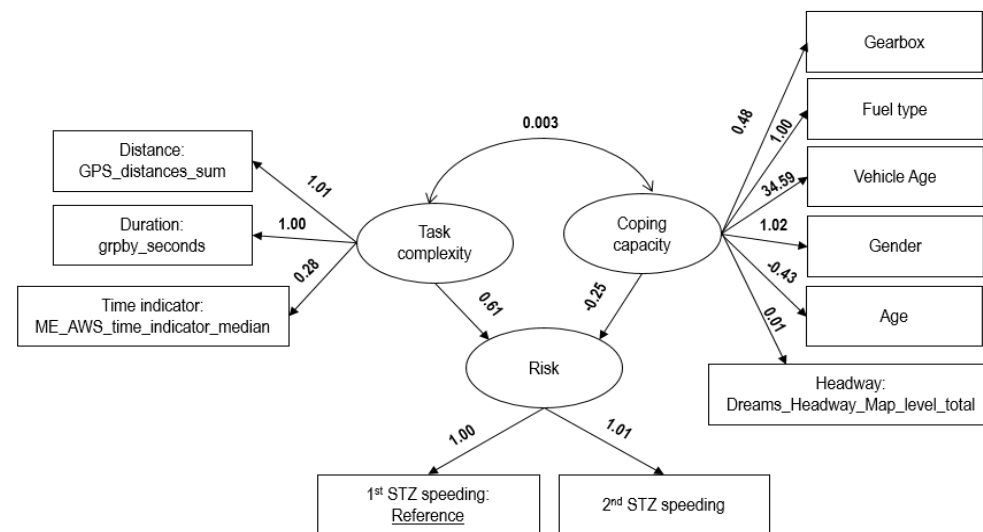 Gearbox
Fuel type
Vehicle Age
Gender
Age
Headway:
Dreams_Headway_Map_level_total
0.48
1.00
34.59
1.02
-0.43
0.01
0.003
Distance:
GPS_distances_sum
Duration:
grpby_seconds
Time indicator:
ME_AWS_time_indicator_median
1.01
1.00
0.28
Task
complexity
Coping
capacity
0.61
-0.25
Risk
1.00
1.01
1st STZ speeding:
Reference
2nd STZ speeding